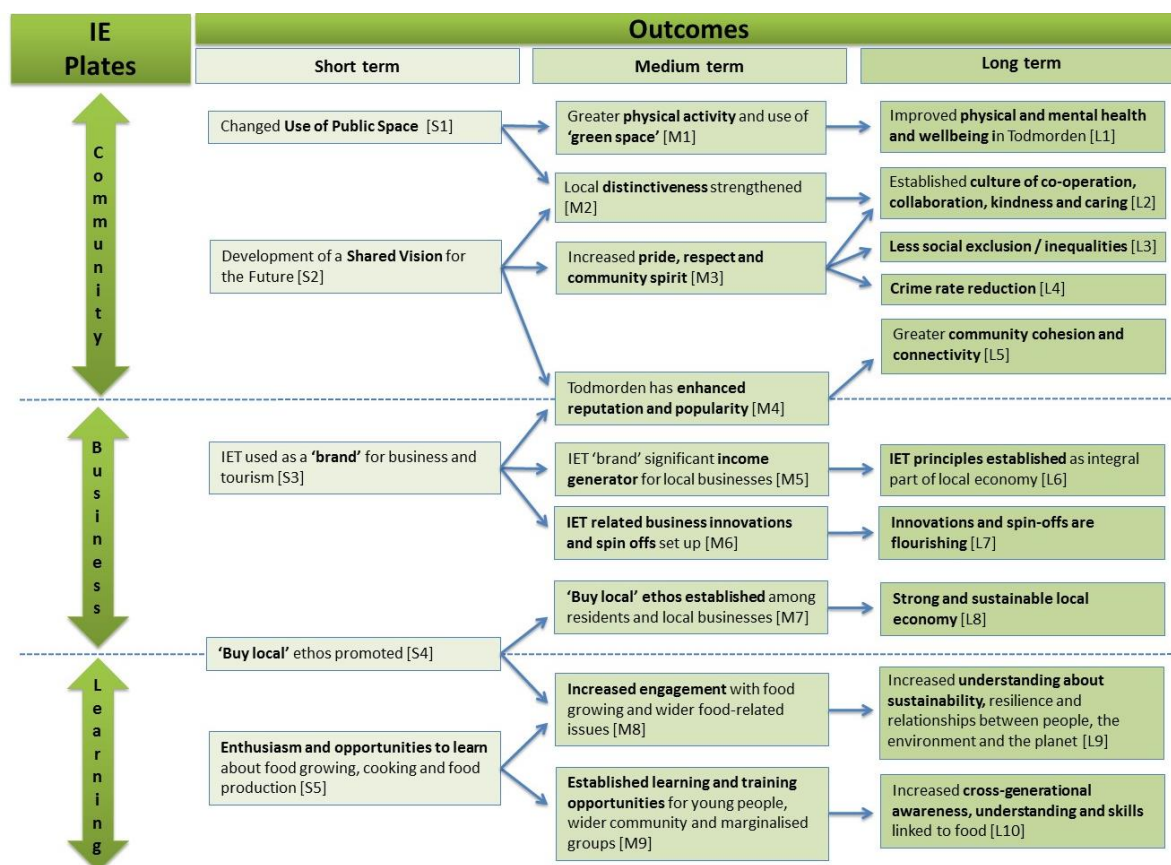 IE
Plates
Outcomes
Short term
Medium term
Long term
Community
Changed Use of Public Space [S1]
Greater physical activity and use of
‘green space’ [M1]
Improved physical and mental health
and wellbeing in Todmorden [L1]
Local distinctiveness strengthened
[M2]
Established culture of co-operation,
collaboration, kindness and caring [L2]
Development of a Shared Vision for
the Future [S2]
Increased pride, respect and
community spirit [M3]
Less social exclusion / inequalities [L3]
Crime rate reduction [L4]
Greater community cohesion and
connectivity [L5]
Todmorden has enhanced
reputation and popularity [M4]
Business
IET used as a ‘brand’ for business and
tourism [S3]
IET ‘brand’ significant income
generator for local businesses [M5]
IET principles established as integral
part of local economy [L6]
IET related business innovations
and spin offs set up [M6]
Innovations and spin-offs are
flourishing [L7]
‘Buy local’ ethos established among
residents and local businesses [M7]
Strong and sustainable local
economy [L8]
‘Buy local’ ethos promoted [S4]
Learning
Increased engagement with food
growing and wider food-related
issues [M8]
Increased understanding about
sustainability, resilience and
relationships between people, the
environment and the planet [L9]
Enthusiasm and opportunities to learn
about food growing, cooking and food
production [S5]
Established learning and training
opportunities for young people,
wider community and marginalised
groups [M9]
Increased cross-generational
awareness, understanding and skills
linked to food [L10]